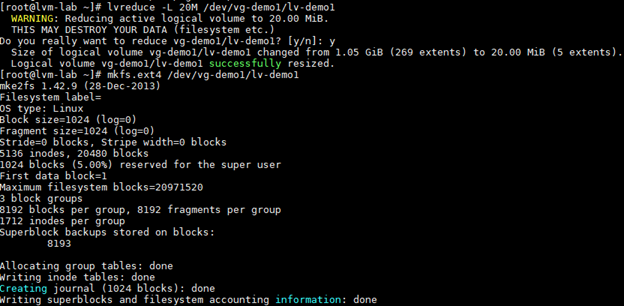 [root@lvm-lab ~]# lvreduce -L 20M /dev/vg-demo1/lv-demo1
  WARNING: Reducing active logical volume to 20.00 MiB.
  THIS MAY DESTROY YOUR DATA (filesystem etc.)
Do you really want to reduce vg-demo1/lv-demo1? [y/n]: y
  Size of logical volume vg-demo1/lv-demo1 changed from 1.05 GiB (269 extents) to 20.00 MiB (5 extents).
  Logical volume vg-demo1/lv-demo1 successfully resized.
[root@lvm-lab ~]# mkfs.ext4 /dev/vg-demo1/lv-demo1
mke2fs 1.42.9 (28-Dec-2013)
Filesystem label=
OS type: Linux
Block size=1024 (log=0)
Fragment size=1024 (log=0)
Stride=0 blocks, Stripe width=0 blocks
5136 inodes, 20480 blocks
1024 blocks (5.00%) reserved for the super user
First data block=1
Maximum filesystem blocks=20971520
3 block groups
8192 blocks per group, 8192 fragments per group
1712 inodes per group
Superblock backups stored on blocks:
        8193

Allocating group tables: done
Writing inode tables: done
Creating journal (1024 blocks): done
Writing superblocks and filesystem accounting information: done